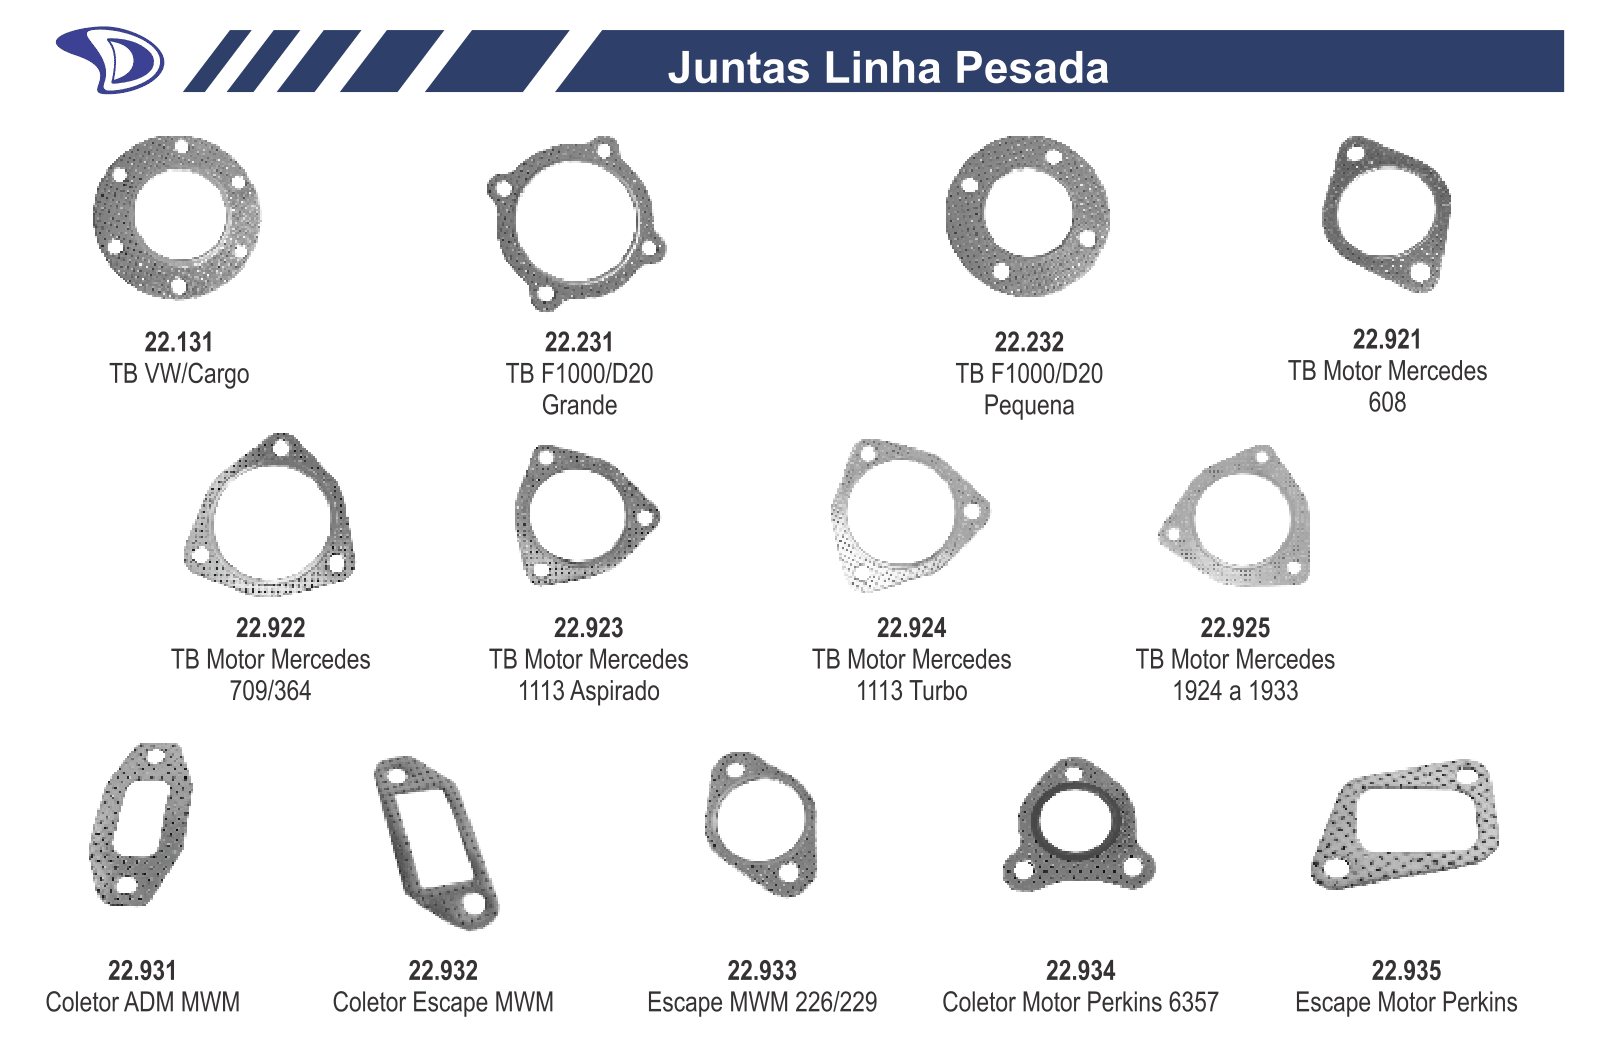 D
Juntas Linha Pesada
22.131
TB VW/Cargo
22.231
TB F1000/D20
Grande
22.232
TB F1000/D20
Pequena
22.921
TB Motor Mercedes
608
22.922
TB Motor Mercedes
709/364
22.923
TB Motor Mercedes
1113 Aspirado
22.924
TB Motor Mercedes
1113 Turbo
22.925
TB Motor Mercedes
1924 a 1933
22.931
Coletor ADM MWM
22.932
Coletor Escape MWM
22.933
Escape MWM 226/229
22.934
Coletor Motor Perkins 6357
22.935
Escape Motor Perkins